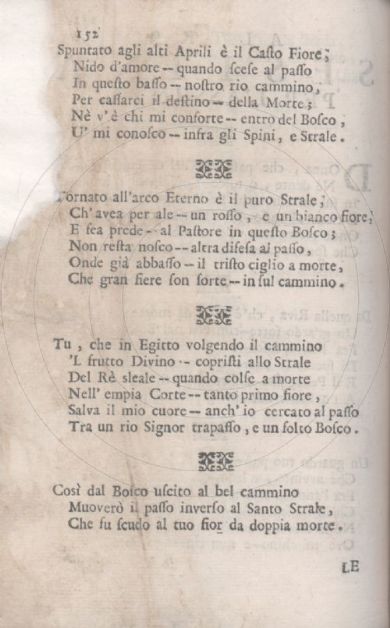 152
Spuntato agli alti Aprili è il Casto Fiore;
Nido d'amore -- quando scese al passo
In questo basso -- nostro rio cammino,
Per cassarci il destino -- della Morte;
Nè v'è chi mi conforte -- entro del Bosco,
U' mi conosco -- infra gli Spini, e Strale.
Tornato all'arco Eterno è il puro Strale;
Ch'avea per ale -- un rosso, e un bianco fiore;
E fea prede - al Pastore in questo Bosco;
Non resta nosco -- altra difesa al passo,
Onde già abbasso -- il tristo ciglio a morte,
Che gran fiere son sorte -- in sul cammino.
Tu, che in Egitto volgendo il cammino
'L frutto Divino -- copristi allo Strale
Del Rè sleale -- quando colse a morte
Nell'empia Corte -- tanto primo fiore,
Salva il mio cuore -- anch'io cercato al passo
Tra un rio Signor trapasso, e un folto Bosco.
Così dal Bosco uscito al bel cammino
Muoverò il passo inverso al Santo Strale,
Che fu scudo al tuo fior da doppia morte.
LE